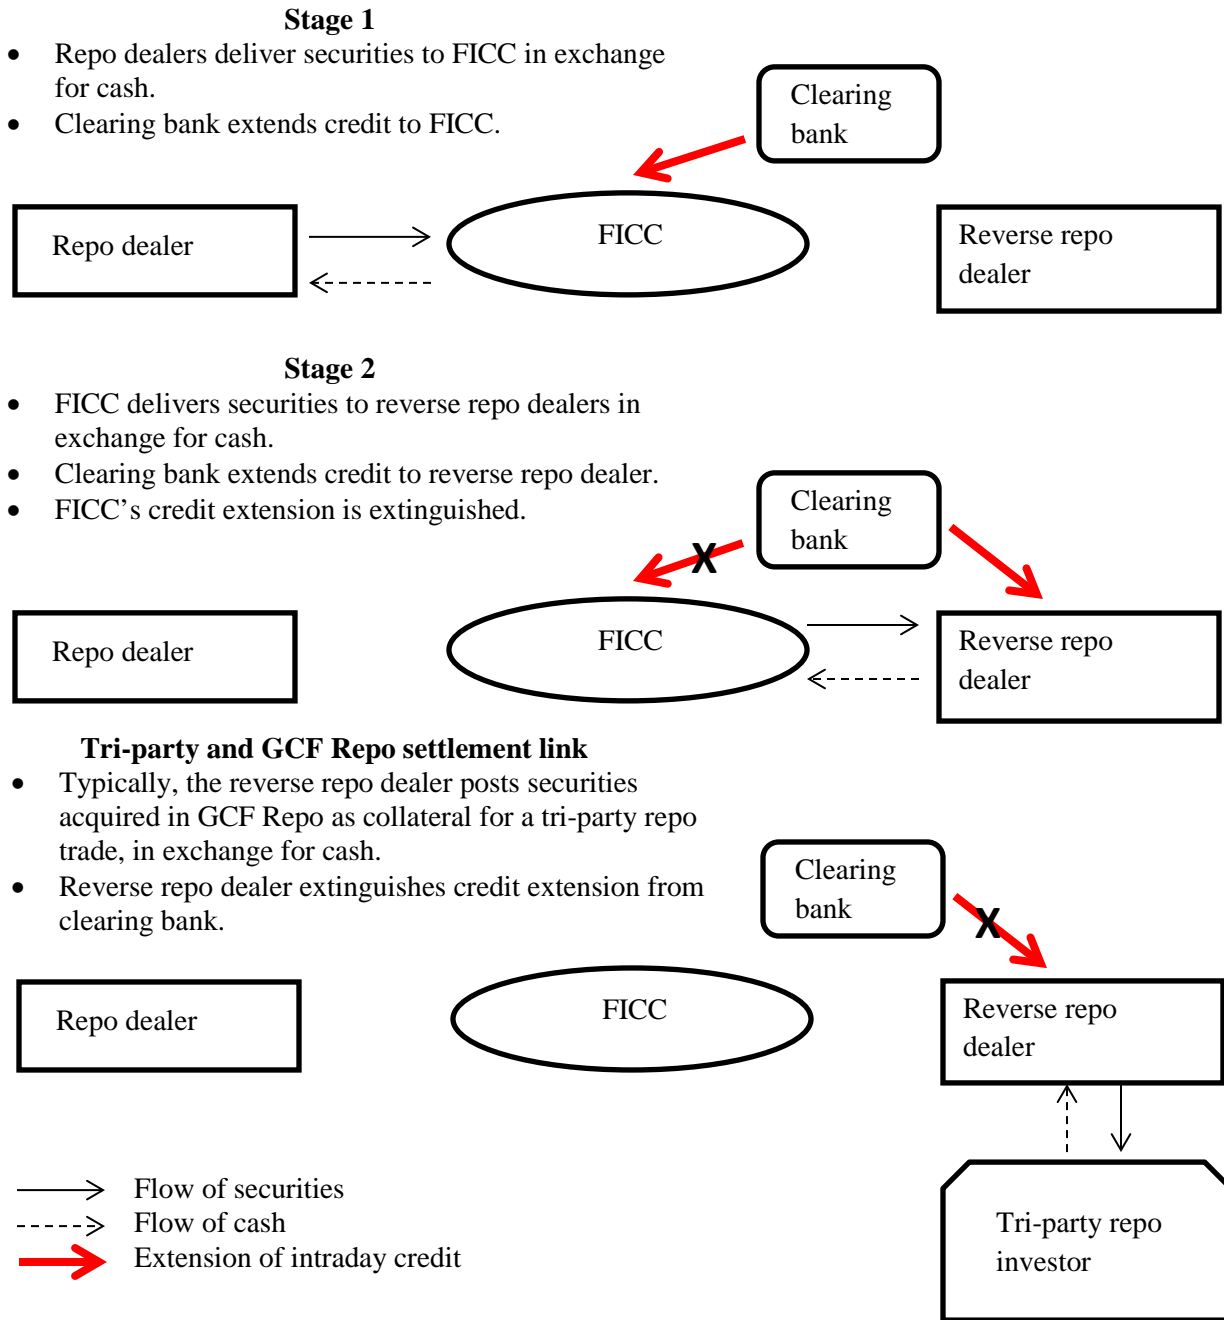 Stage 1
• Repo dealers deliver securities to FICC in exchange
for cash.
• Clearing bank extends credit to FICC.
Clearing
bank
Repo dealer
FICC
Reverse repo
dealer
Stage 2
• FICC delivers securities to reverse repo dealers in
exchange for cash.
• Clearing bank extends credit to reverse repo dealer.
• FICC’s credit extension is extinguished.
Clearing
bank
X
Repo dealer
FICC
Reverse repo
dealer
Tri-party and GCF Repo settlement link
• Typically, the reverse repo dealer posts securities
acquired in GCF Repo as collateral for a tri-party repo
trade, in exchange for cash.
• Reverse repo dealer extinguishes credit extension from
clearing bank.
Clearing
bank
X
Repo dealer
FICC
Reverse repo
dealer
Flow of securities
Flow of cash
Extension of intraday credit
Tri-party repo
investor